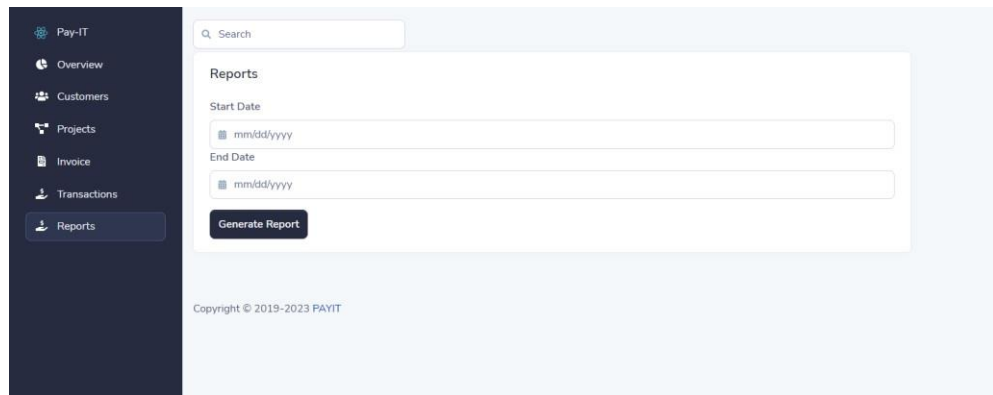 Pay-IT
Overview
Customers
Projects
Invoice
Transactions
Reports
Search
Reports
Start Date
mm/dd/yyyy
End Date
mm/dd/yyyy
Generate Report
Copyright © 2019-2023 PAYIT